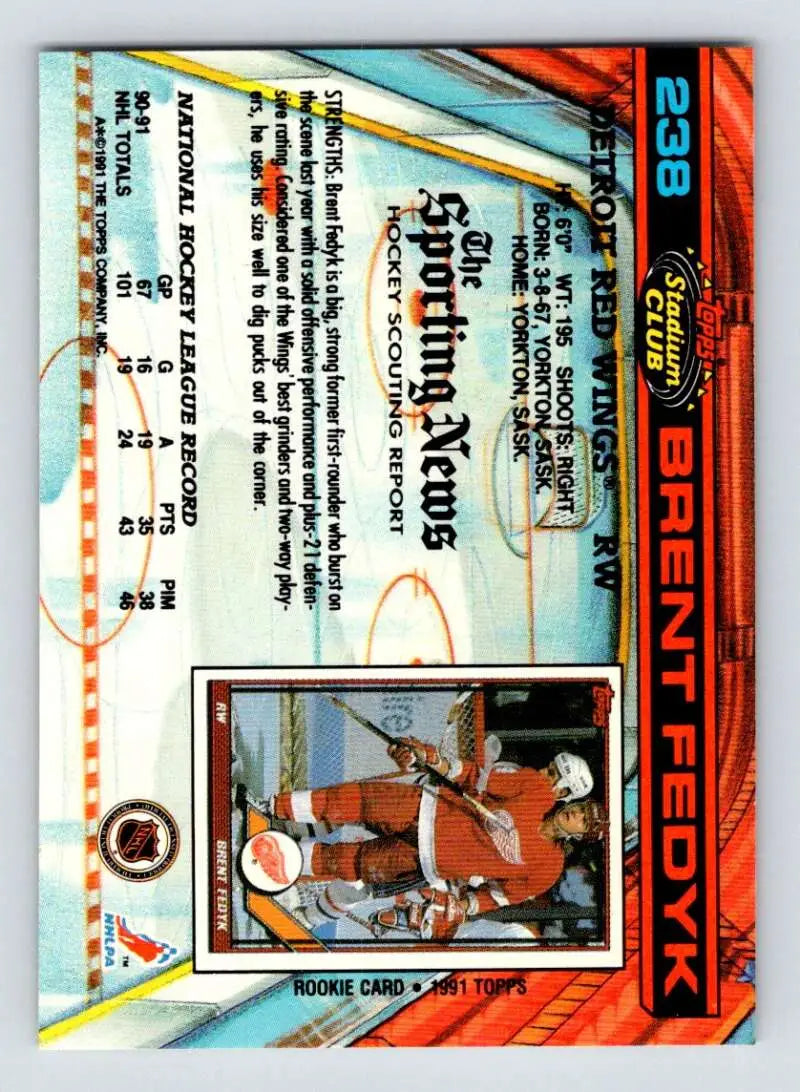 238
Topps
Stadium
CLUB
BRENT FEDYK
DETROIT RED WINGS® RW
HT: 6'0" WT: 195 SHOOTS: RIGHT
BORN: 3-8-67, YORKTON, SASK.
HOME: YORKTON, SASK.
The
Sporting News
HOCKEY SCOUTING REPORT
STRENGTHS: Brent Fedyk is a big, strong former first-rounder who burst on
the scene last year with a solid offensive performance and plus-21 defen-
sive rating. Considered one of the Wings' best grinders and two-way play-
ers, he uses his size well to dig pucks out of the corner.
NATIONAL HOCKEY LEAGUE RECORD
GP G A PTS PIM
90-91 67 16 19 35 38
NHL TOTALS 101 19 24 43 46
A*©1991 THE TOPPS COMPANY, INC.
Topps
RW BRENT FEDYK
ROOKIE CARD • 1991 TOPPS
NHL
NHLPA
TM